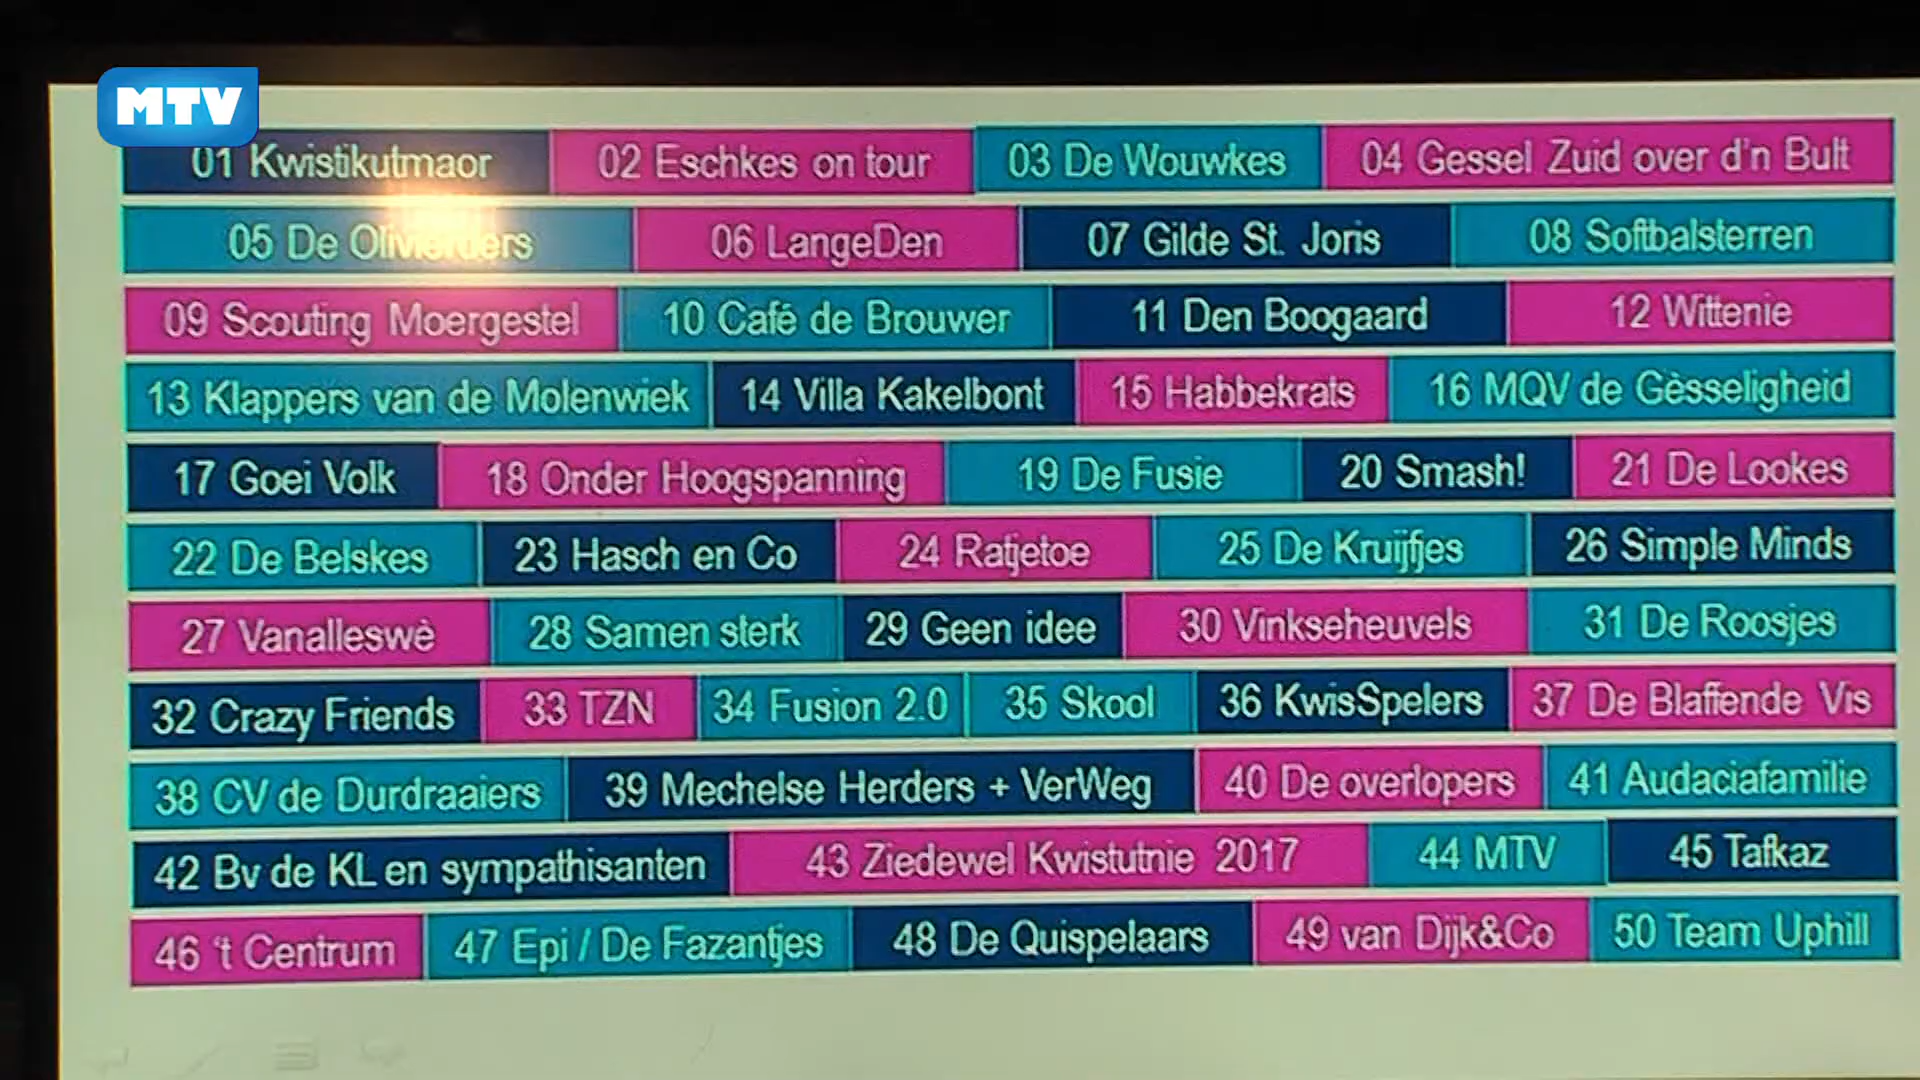 MTV
01 Kwistikutmaor 02 Eschkes on tour 03 De Wouwkes 04 Gessel Zuid over d'n Bult
05 De 06 LangeDen 07 Gilde St. Joris 08 Softbalsterren
09 Scouting Moergestel 10 Café de Brouwer 11 Den Boogaard 12 Wittenie
13 Klappers van de Molenwiek 14 Villa Kakelbont 15 Habbekrats 16 MQV de Gèsseligheid
17 Goei Volk 18 Onder Hoogspanning 19 De Fusie 20 Smash! 21 De Lookes
22 De Belskes 23 Hasch en Co 24 Ratjetoe 25 De Kruijfjes 26 Simple Minds
27 Vanalleswè 28 Samen sterk 29 Geen idee 30 Vinkseheuvels 31 De Roosjes
32 Crazy Friends 33 TZN 34 Fusion 2.0 35 Skool 36 KwisSpelers 37 De Blaffende Vis
38 CV de Durdraaiers 39 Mechelse Herders + VerWeg 40 De overlopers 41 Audaciafamilie
42 Bv de KL en sympathisanten 43 Ziedewel Kwistutnie 2017 44 MTV 45 Tafkaz
46 't Centrum 47 Epi / De Fazantjes 48 De Quispelaars 49 van Dijk&Co 50 Team Uphill